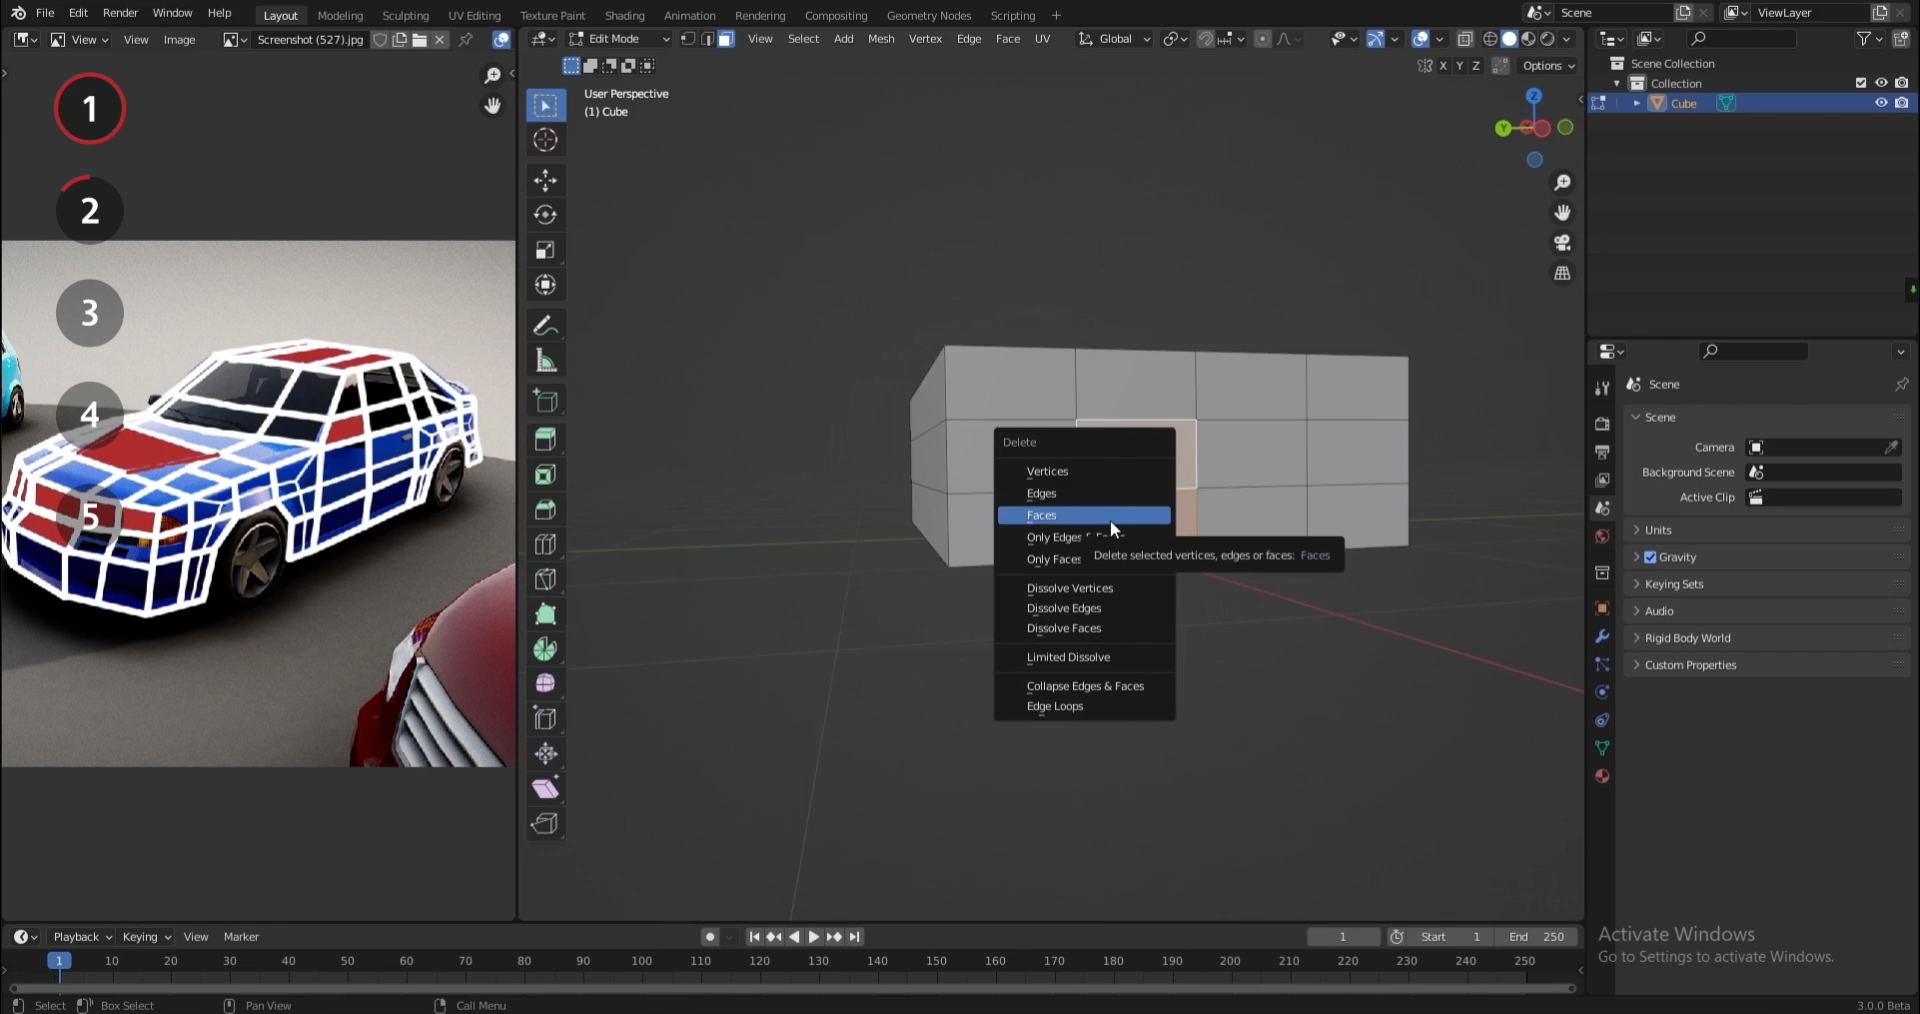 File Edit Render Window Help Layout Modeling Sculpting UV Editing Texture Paint Shading Animation Rendering Compositing Geometry Nodes Scripting + Scene ViewLayer
View View Image Screenshot (527).jpg Edit Mode View Select Add Mesh Vertex Edge Face UV Global
X Y Z Options
User Perspective
(1) Cube
Z
Y
1
2
3
4
5
Delete
Vertices
Edges
Faces
Only Edges
Only Faces
Delete selected vertices, edges or faces: Faces
Dissolve Vertices
Dissolve Edges
Dissolve Faces
Limited Dissolve
Collapse Edges & Faces
Edge Loops
Scene Collection
Collection
Cube
Scene
Scene
Camera
Background Scene
Active Clip
Units
Gravity
Keying Sets
Audio
Rigid Body World
Custom Properties
Activate Windows
Go to Settings to activate Windows.
Playback Keying View Marker 1 Start 1 End 250
1 10 20 30 40 50 60 70 80 90 100 110 120 130 140 150 160 170 180 190 200 210 220 230 240 250
Select Box Select Pan View Call Menu 3.0.0 Beta